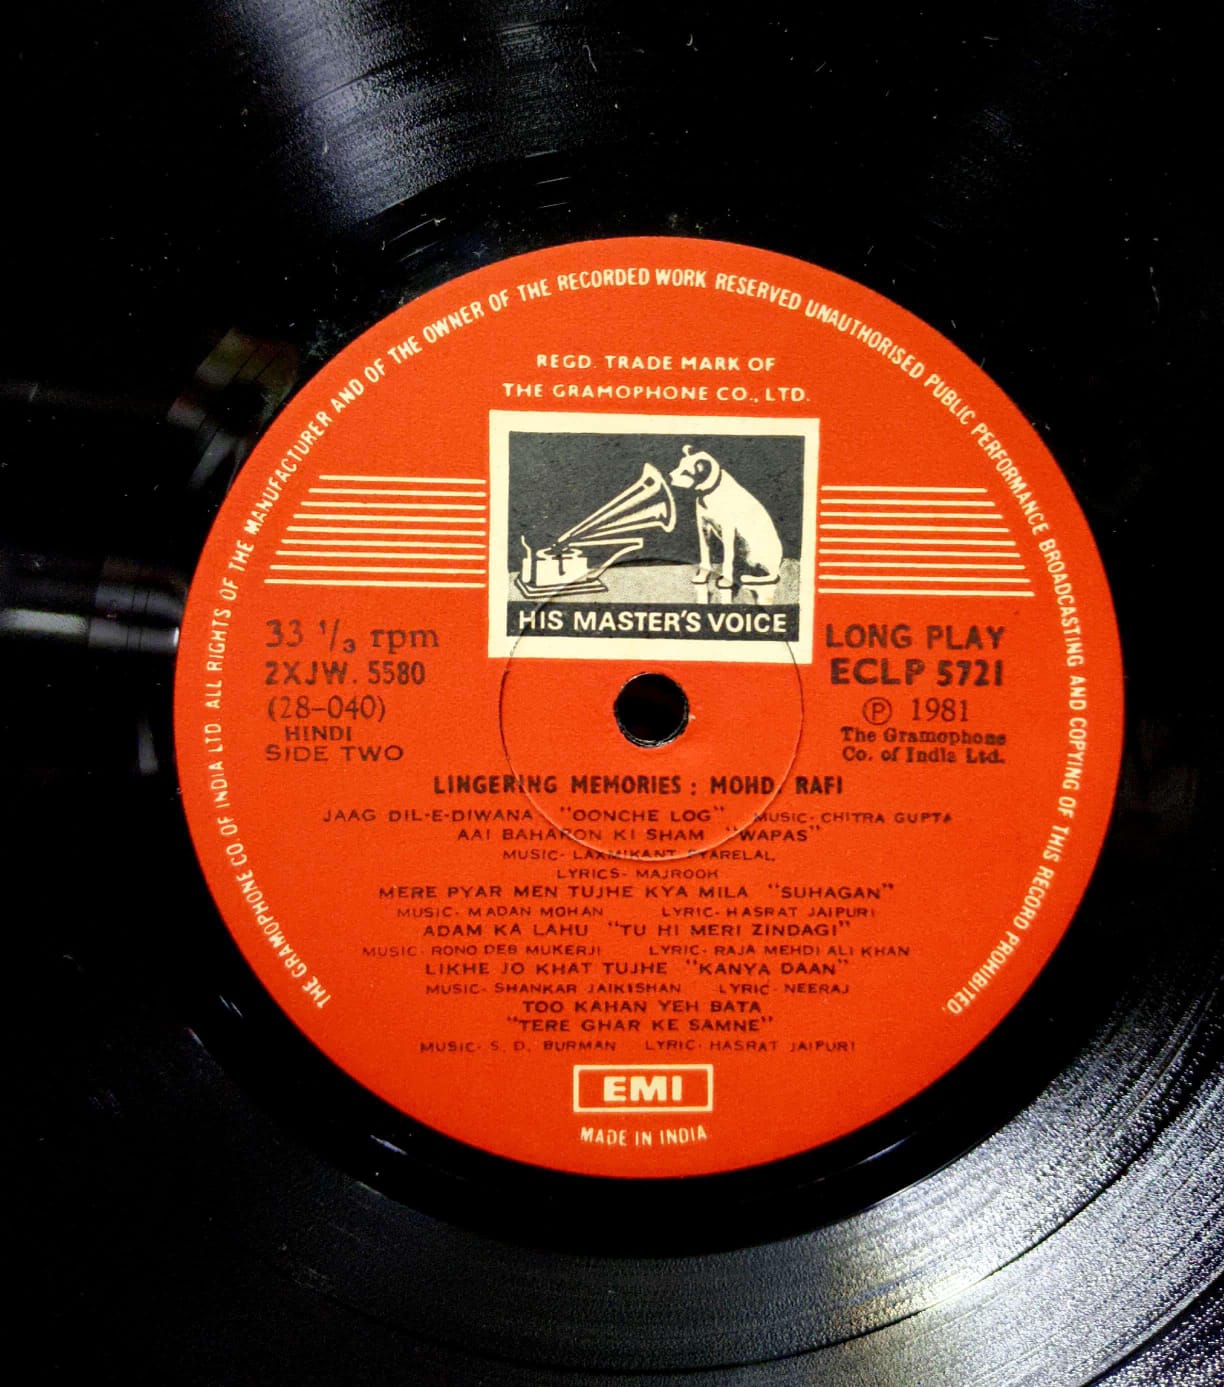 THE GRAMOPHONE CO. OF INDIA LTD. ALL RIGHTS OF THE MANUFACTURER AND OF THE OWNER OF THE RECORDED WORK RESERVED UNAUTHORISED PUBLIC PERFORMANCE BROADCASTING AND COPYING OF THIS RECORD PROHIBITED.
REGD. TRADE MARK OF
THE GRAMOPHONE CO., LTD.
HIS MASTER'S VOICE
33 1/3 rpm
2XJW. 5580
(28-040)
HINDI
SIDE TWO
LONG PLAY
ECLP 5721
℗ 1981
The Gramophone
Co. of India Ltd.
LINGERING MEMORIES : MOHD. RAFI
JAAG DIL-E-DIWANA "OONCHE LOG" MUSIC- CHITRA GUPTA
AAI BAHARON KI SHAM "WAPAS"
MUSIC- LAXMIKANT PYARELAL,
LYRICS- MAJROOH
MERE PYAR MEN TUJHE KYA MILA "SUHAGAN"
MUSIC- MADAN MOHAN LYRIC- HASRAT JAIPURI
ADAM KA LAHU "TU HI MERI ZINDAGI"
MUSIC- RONO DEB MUKERJI LYRIC- RAJA MEHDI ALI KHAN
LIKHE JO KHAT TUJHE "KANYA DAAN"
MUSIC- SHANKAR JAIKISHAN LYRIC- NEERAJ
TOO KAHAN YEH BATA
"TERE GHAR KE SAMNE"
MUSIC- S. D. BURMAN LYRIC- HASRAT JAIPURI
EMI
MADE IN INDIA